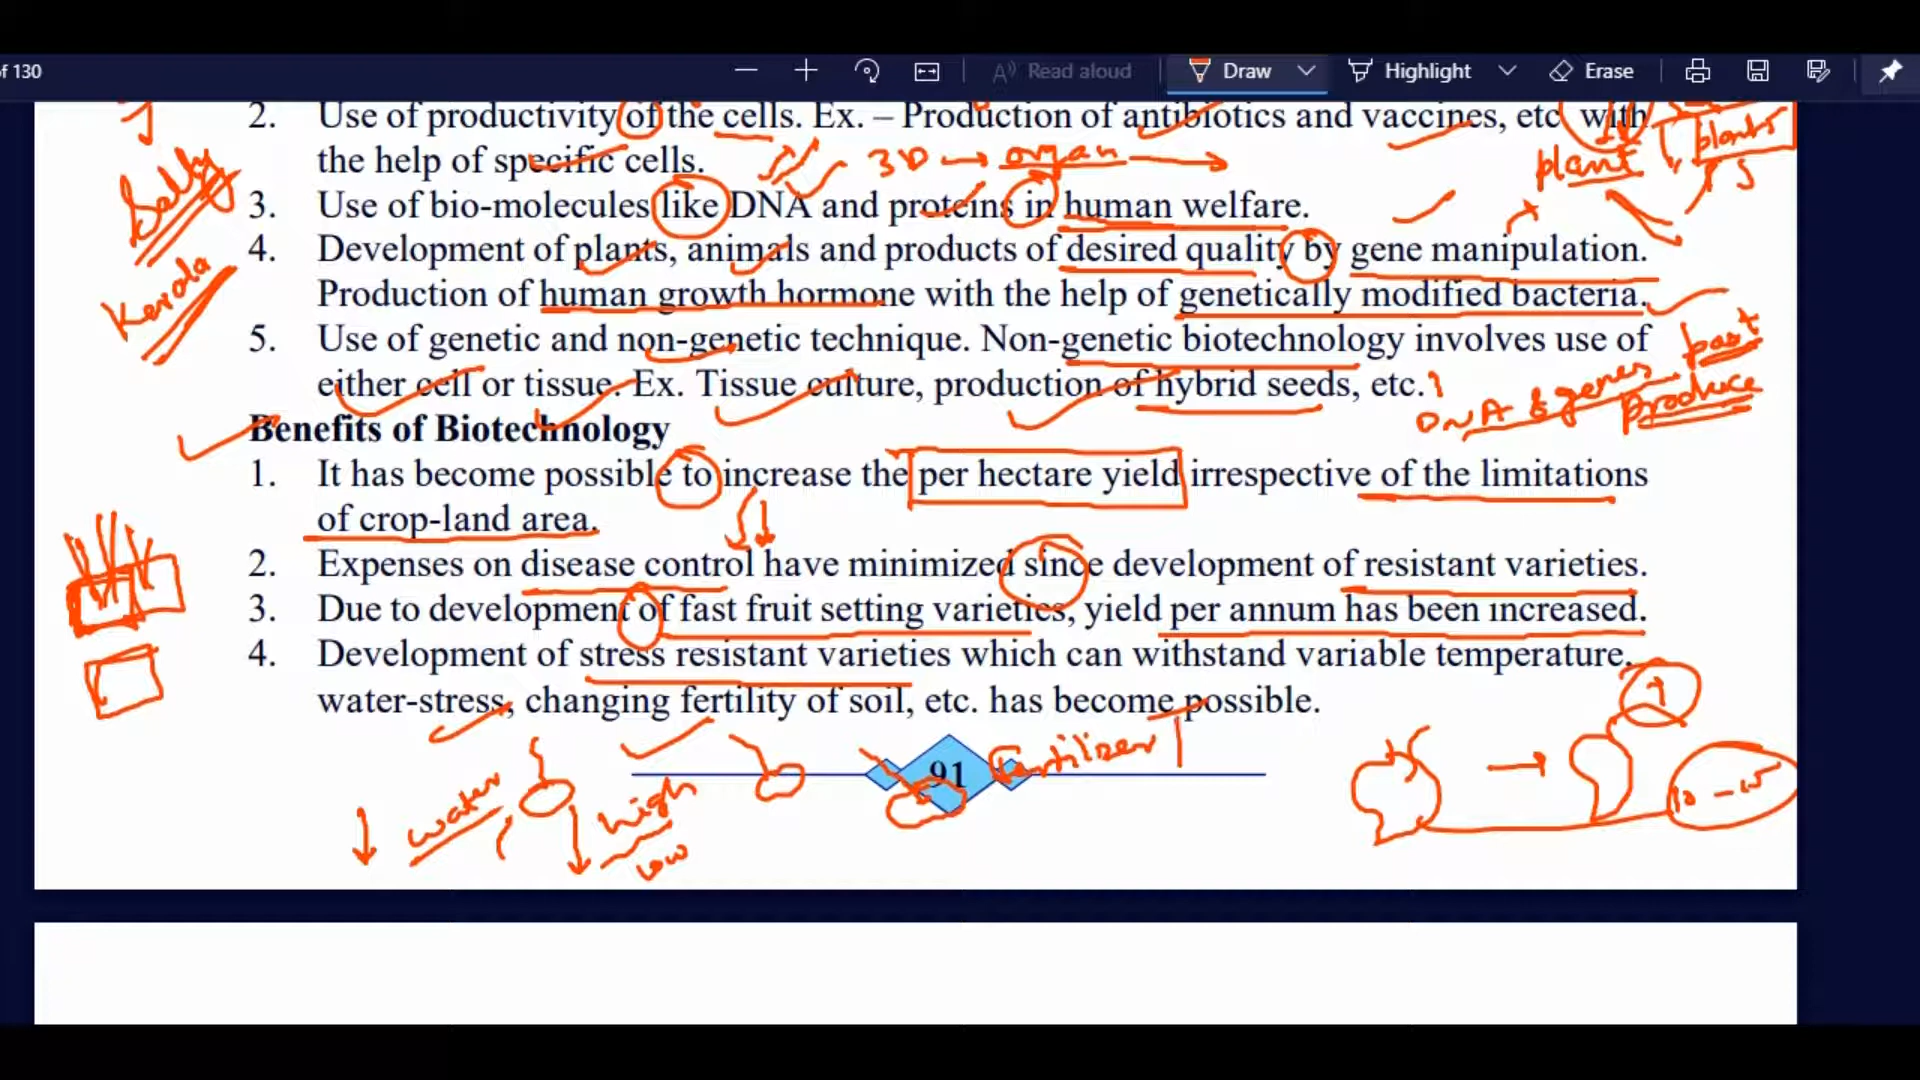 of 130
Read aloud
Draw
Highlight
Erase
2. Use of productivity of the cells. Ex. – Production of antibiotics and vaccines, etc with
the help of specific cells.
3D → organ →
plant
plants
3. Use of bio-molecules like DNA and proteins in human welfare.
4. Development of plants, animals and products of desired quality by gene manipulation.
Production of human growth hormone with the help of genetically modified bacteria.
Kerala
5. Use of genetic and non-genetic technique. Non-genetic biotechnology involves use of
either cell or tissue. Ex. Tissue culture, production of hybrid seeds, etc.
DNA & genes
produce
Benefits of Biotechnology
1. It has become possible to increase the per hectare yield irrespective of the limitations
of crop-land area.
2. Expenses on disease control have minimized since development of resistant varieties.
3. Due to development of fast fruit setting varieties, yield per annum has been increased.
4. Development of stress resistant varieties which can withstand variable temperature,
water-stress, changing fertility of soil, etc. has become possible.
91
Fertilizer
water
high
low
10 - 15